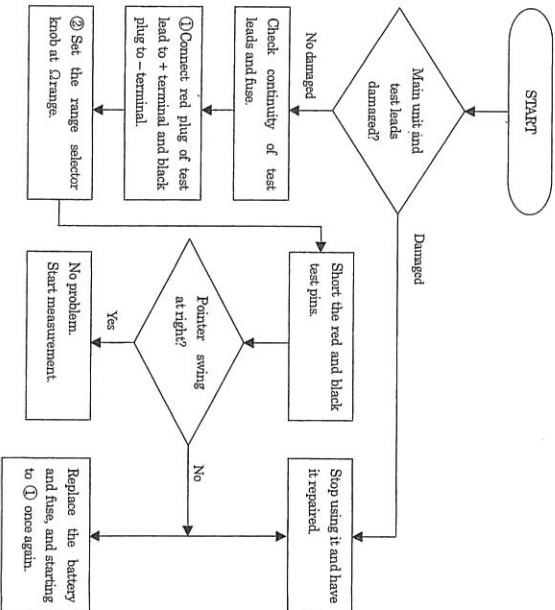 START
Main unit and
test leads
damaged?
Damaged
No damaged
Check continuity of test
leads and fuse.
①Connect red plug of test
lead to + terminal and black
plug to – terminal.
② Set the range selector
knob at Ωrange.
Short the red and black
test pins.
Pointer swing
at right?
Yes
No
No problem.
Start measurement.
Stop using it and have
it repaired.
Replace the battery
and fuse, and starting
to ① once again.